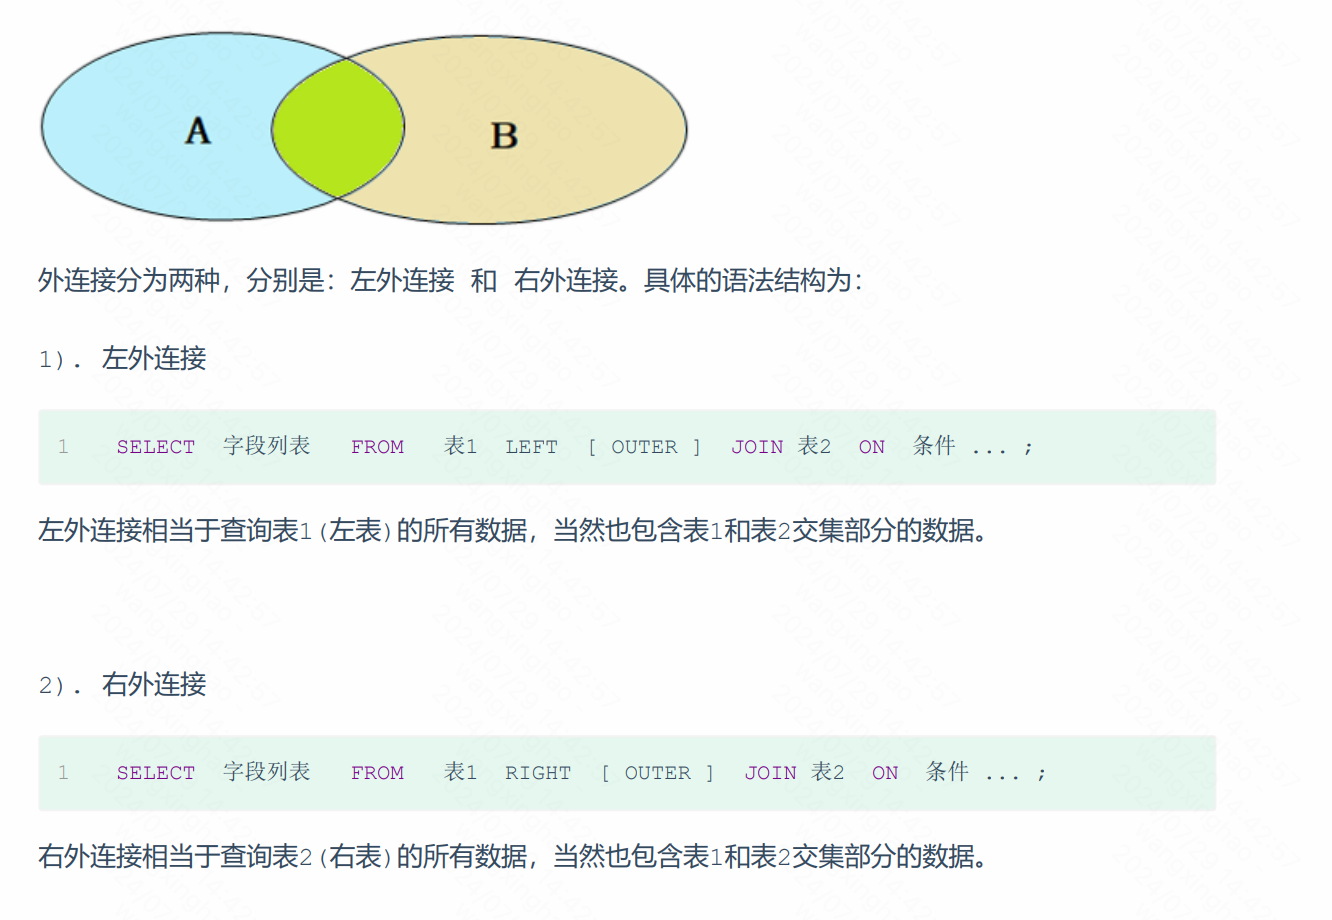 A
B
外连接分为两种，分别是：左外连接 和 右外连接。具体的语法结构为：
1). 左外连接
1 SELECT 字段列表 FROM 表1 LEFT [ OUTER ] JOIN 表2 ON 条件 ... ;
左外连接相当于查询表1(左表)的所有数据，当然也包含表1和表2交集部分的数据。
2). 右外连接
1 SELECT 字段列表 FROM 表1 RIGHT [ OUTER ] JOIN 表2 ON 条件 ... ;
右外连接相当于查询表2(右表)的所有数据，当然也包含表1和表2交集部分的数据。